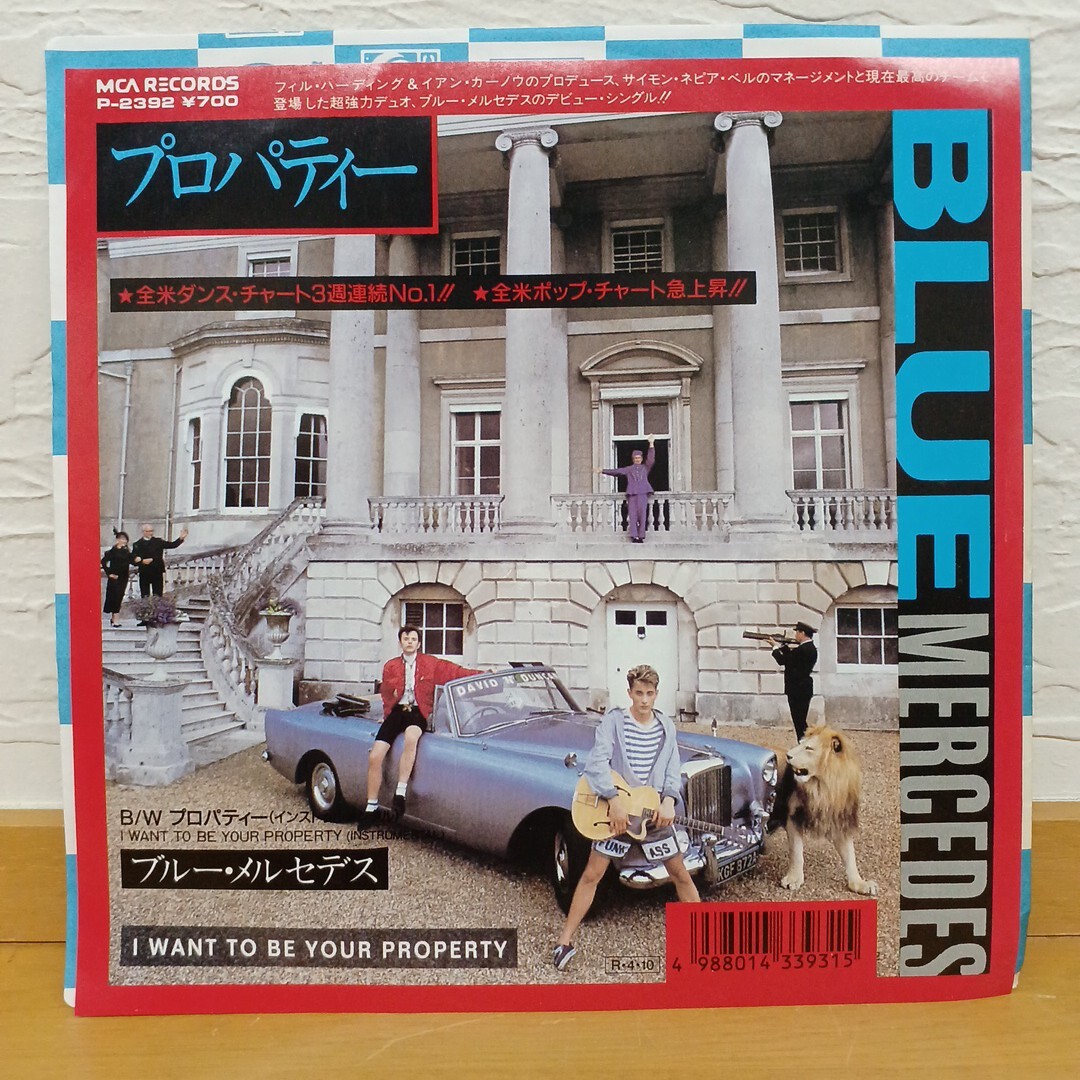 MCA RECORDS
P-2392 ¥700
フィル・ハーディング&イアン・カーノウのプロデュース、サイモン・ネピア・ベルのマネージメントと現在最高のチームで
登場した超強力デュオ、ブルー・メルセデスのデビュー・シングル!!
プロパティー
★全米ダンス・チャート3週連続No.1!! ★全米ポップ・チャート急上昇!!
BLUE MERCEDES
DAVID N' DUNCAN
B/W プロパティー(インストゥルメンタル)
I WANT TO BE YOUR PROPERTY (INSTRUMENTAL)
ブルー・メルセデス
PUNK ASS
KGF 872A
I WANT TO BE YOUR PROPERTY
R・4・10
4 988014 339315